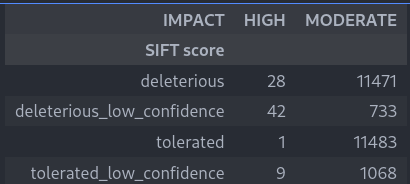 IMPACT HIGH MODERATE
SIFT score
deleterious 28 11471
deleterious_low_confidence 42 733
tolerated 1 11483
tolerated_low_confidence 9 1068